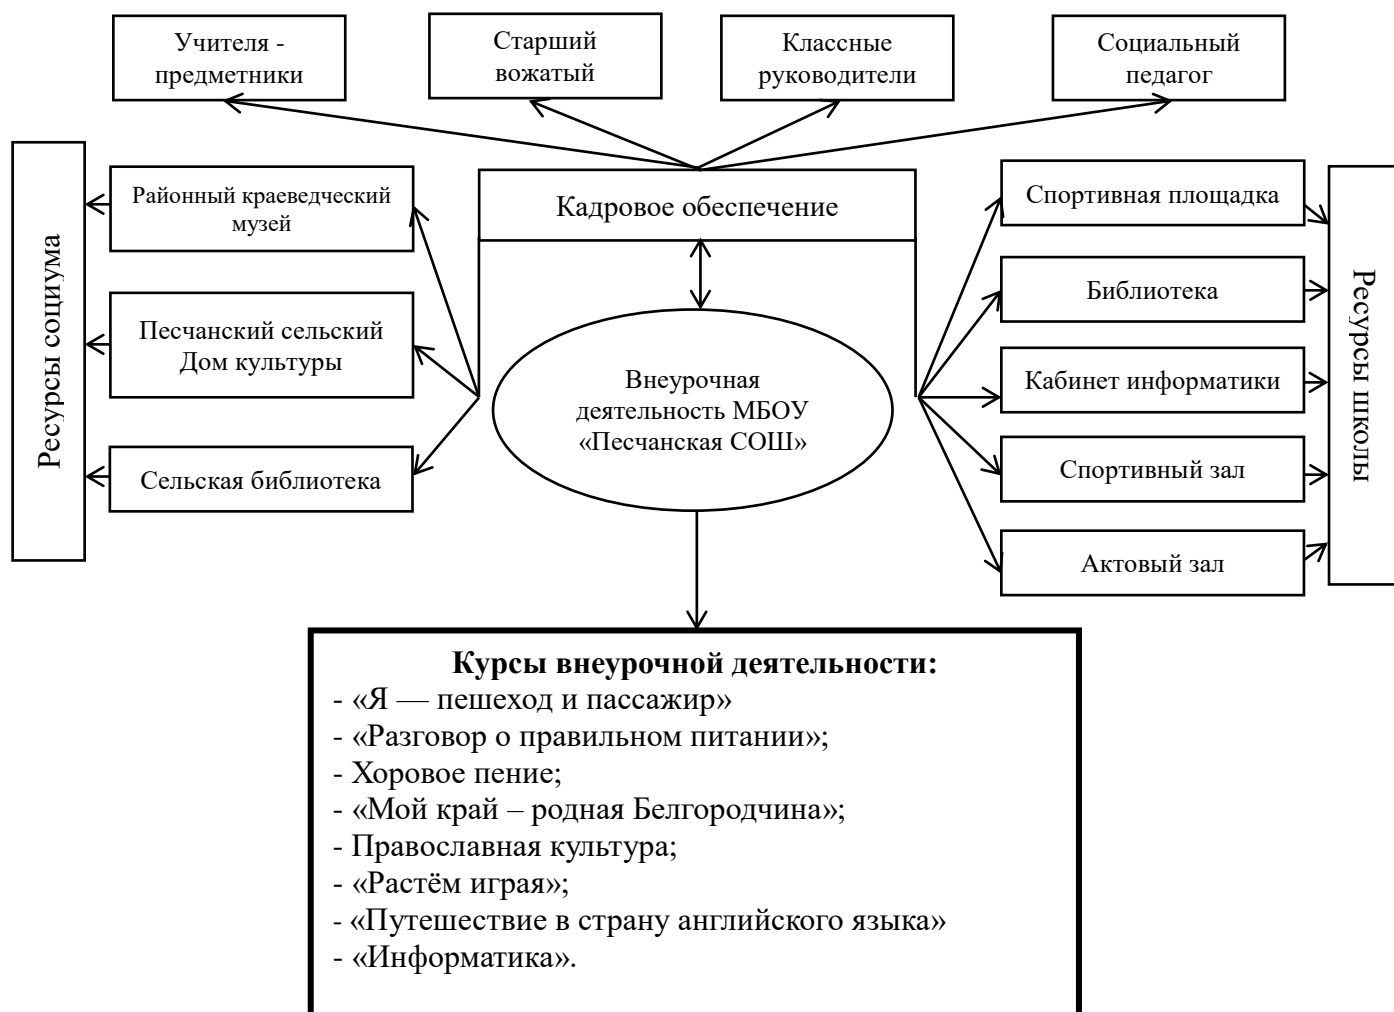 Учителя -
предметники
Старший
вожатый
Классные
руководители
Социальный
педагог
Ресурсы социума
Районный краеведческий
музей
Песчанский сельский
Дом культуры
Сельская библиотека
Кадровое обеспечение
Внеурочная
деятельность МБОУ
«Песчанская СОШ»
Спортивная площадка
Библиотека
Кабинет информатики
Спортивный зал
Актовый зал
Ресурсы школы
Курсы внеурочной деятельности:
- «Я — пешеход и пассажир»
- «Разговор о правильном питании»;
- Хоровое пение;
- «Мой край – родная Белгородчина»;
- Православная культура;
- «Растём играя»;
- «Путешествие в страну английского языка»
- «Информатика».